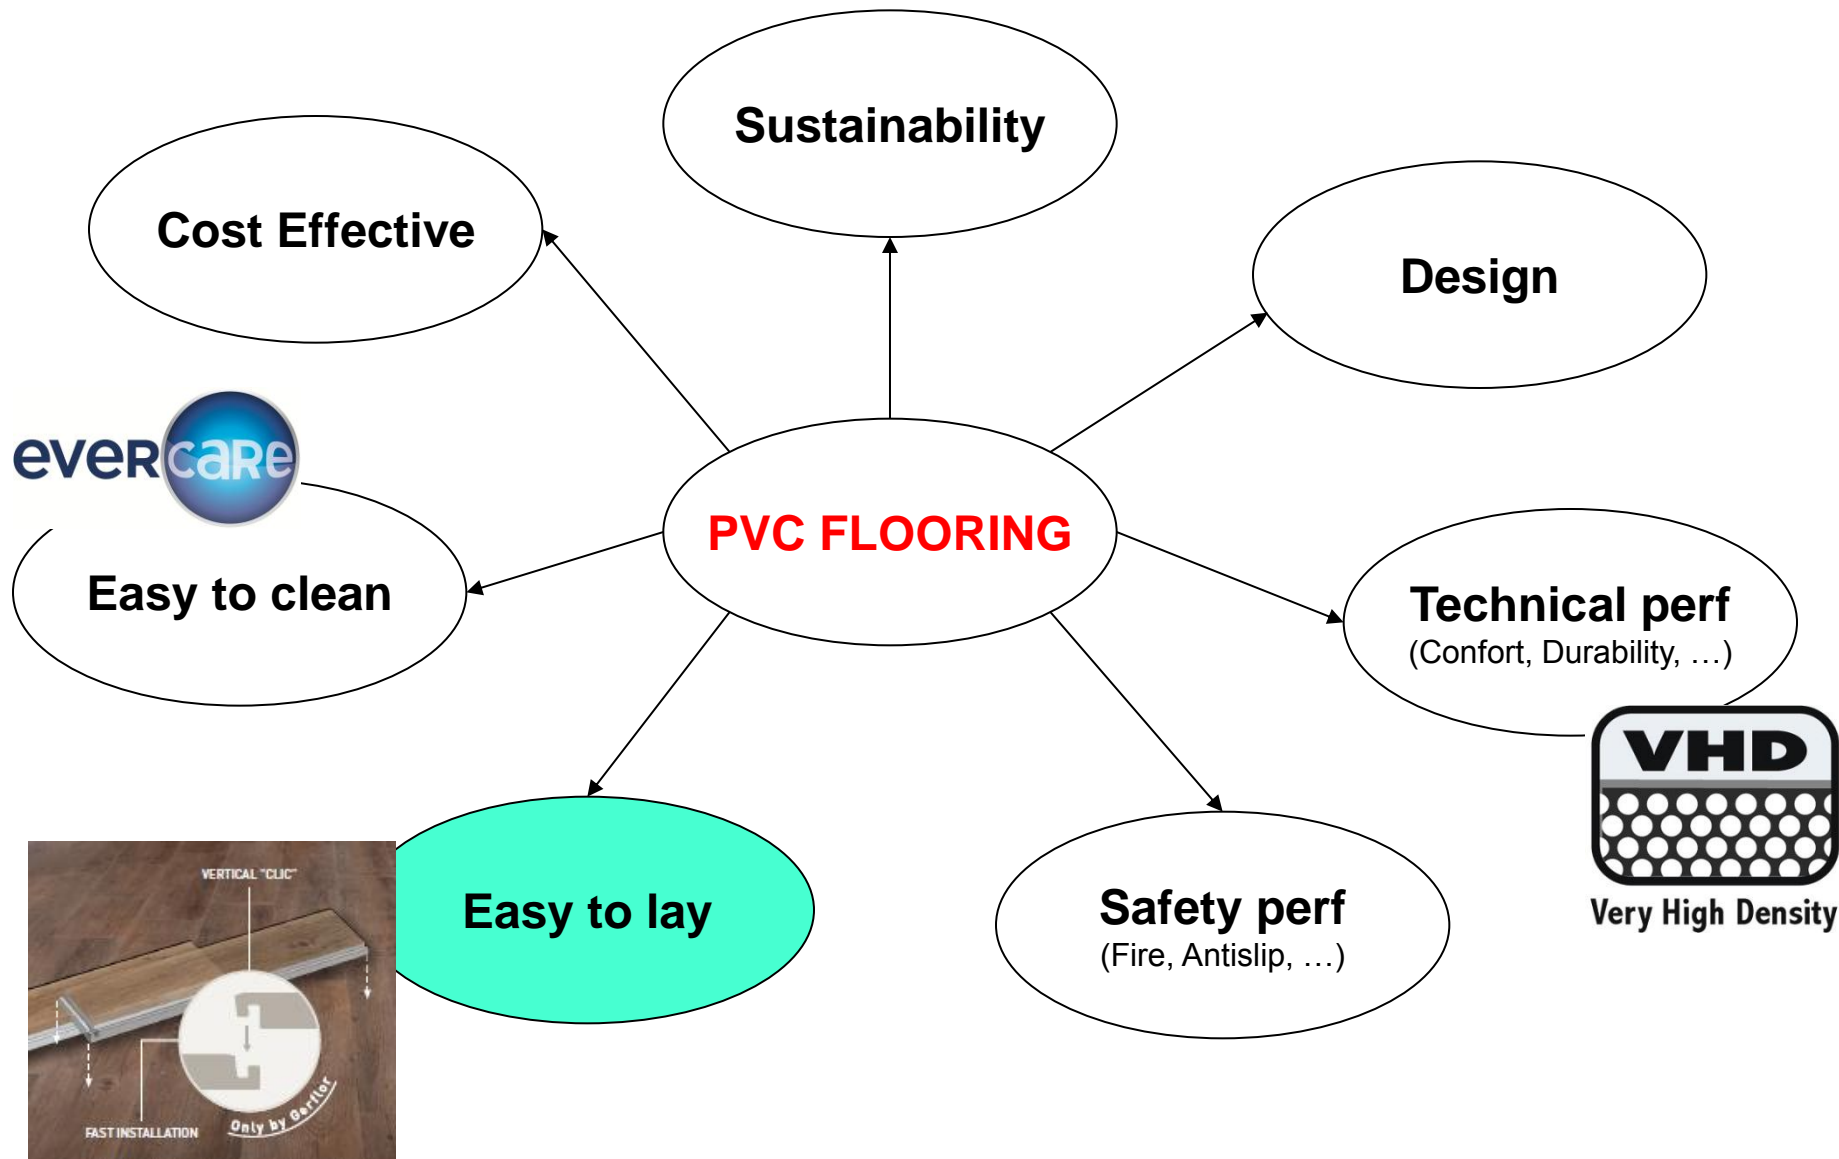 Sustainability
Cost Effective
Design
evercare
PVC FLOORING
Easy to clean
Technical perf
(Confort, Durability, …)
VHD
Very High Density
Easy to lay
Safety perf
(Fire, Antislip, …)
VERTICAL "CLIC"
FAST INSTALLATION
Only by Gerflor